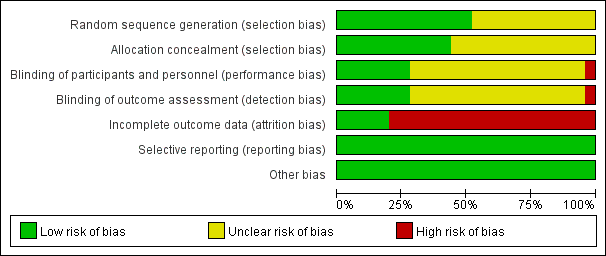 Random sequence generation (selection bias)
Allocation concealment (selection bias)
Blinding of participants and personnel (performance bias)
Blinding of outcome assessment (detection bias)
Incomplete outcome data (attrition bias)
Selective reporting (reporting bias)
Other bias
0% 25% 50% 75% 100%
Low risk of bias Unclear risk of bias High risk of bias